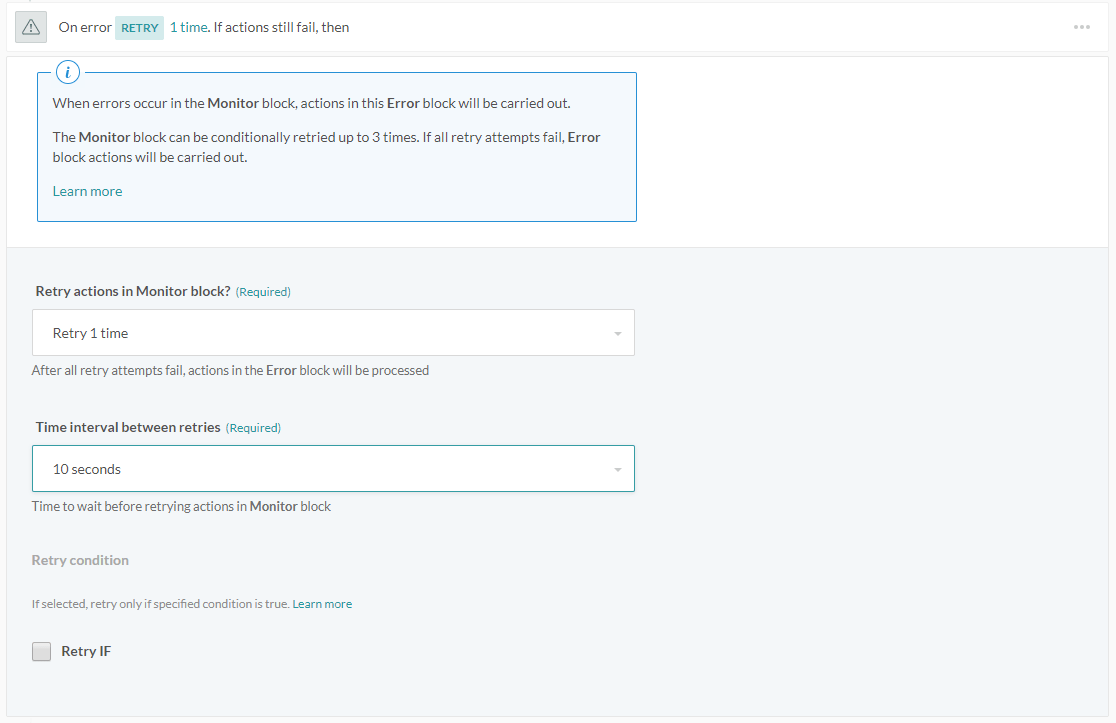 On error RETRY 1 time. If actions still fail, then
i
When errors occur in the Monitor block, actions in this Error block will be carried out.
The Monitor block can be conditionally retried up to 3 times. If all retry attempts fail, Error
block actions will be carried out.
Learn more
Retry actions in Monitor block? (Required)
Retry 1 time
After all retry attempts fail, actions in the Error block will be processed
Time interval between retries (Required)
10 seconds
Time to wait before retrying actions in Monitor block
Retry condition
If selected, retry only if specified condition is true. Learn more
Retry IF